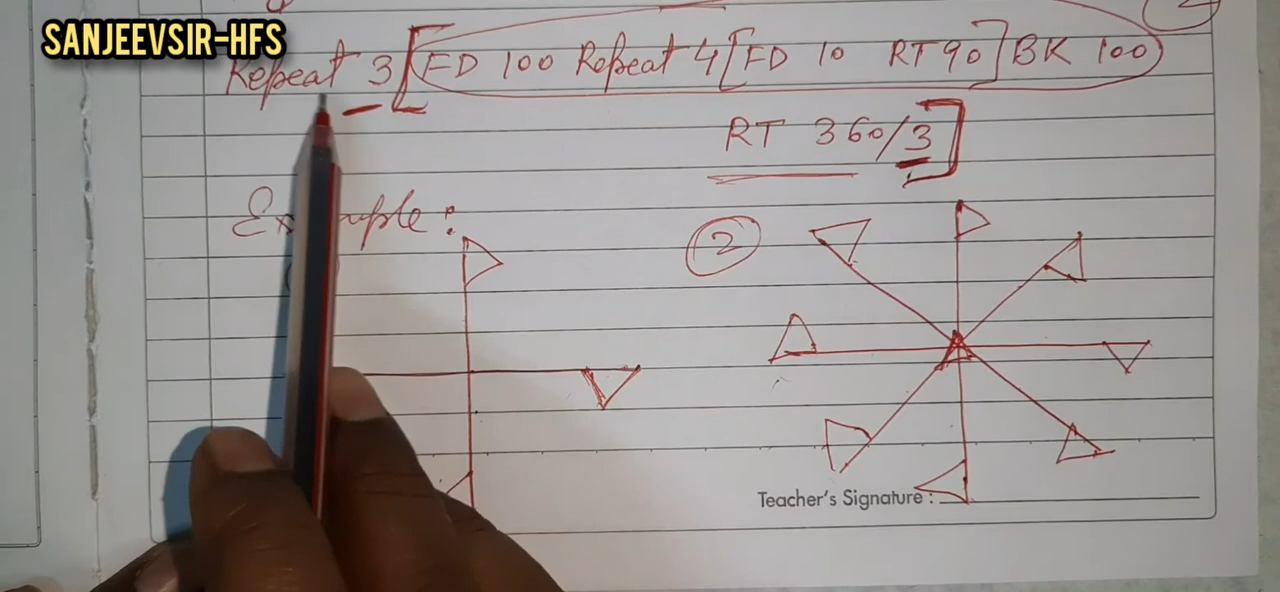 SANJEEVSIR-HFS
Repeat 3[FD 100 Repeat 4[FD 10 RT 90] BK 100
RT 360/3]
Example:
2
Teacher's Signature :